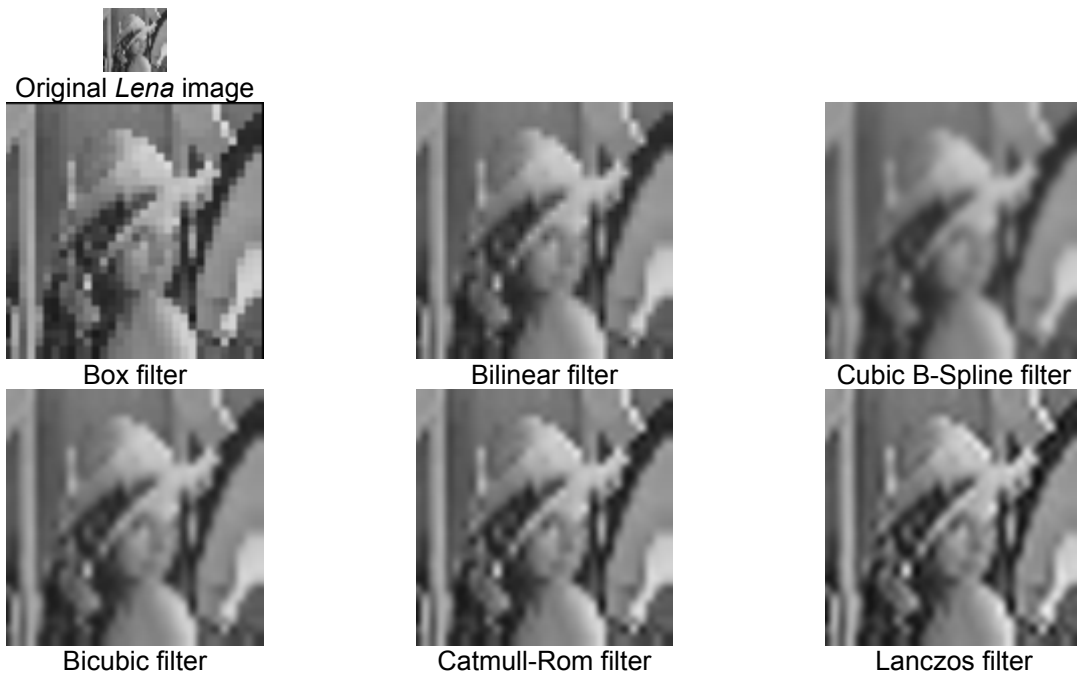 Original Lena image
Box filter
Bilinear filter
Cubic B-Spline filter
Bicubic filter
Catmull-Rom filter
Lanczos filter